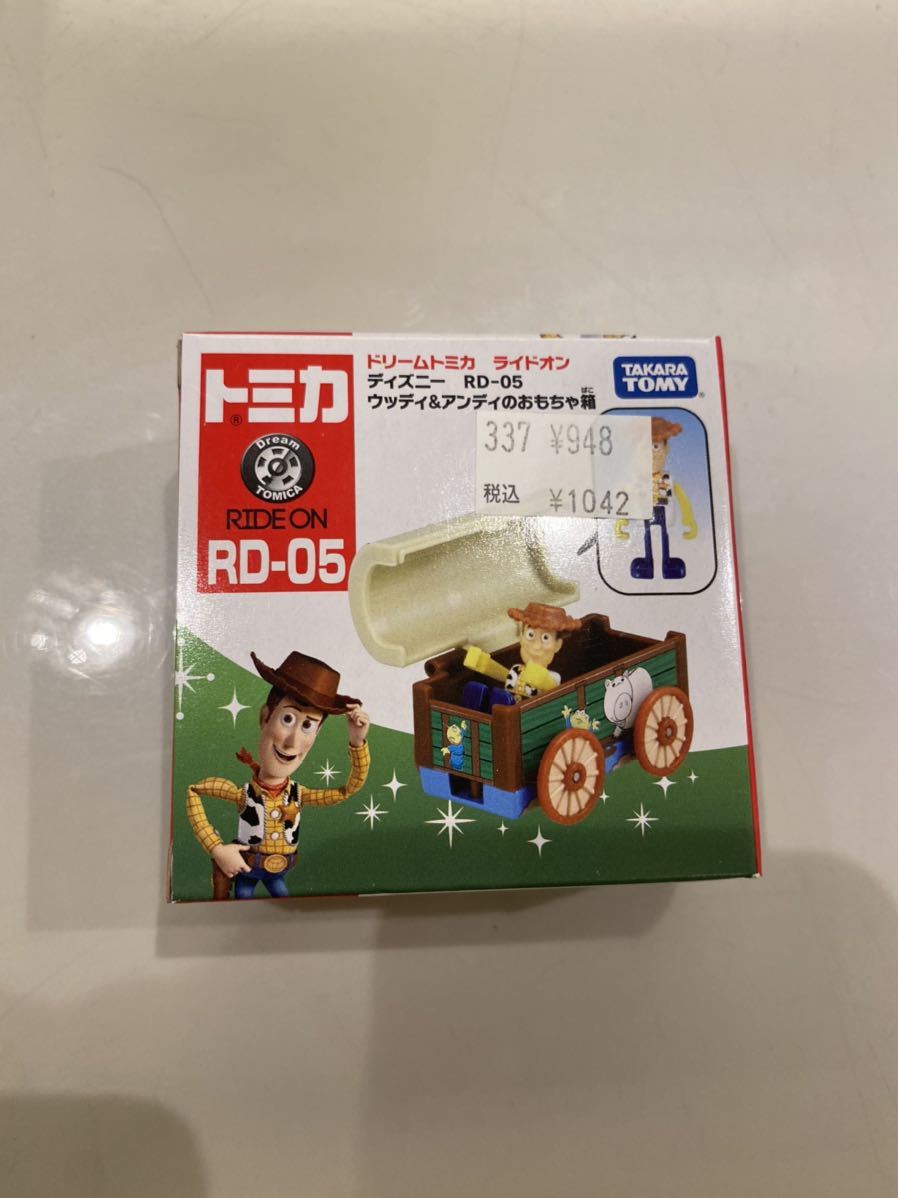 トミカ
®
Dream
TOMICA
RIDE ON
RD-05
ドリームトミカ ライドオン
ディズニー RD-05
ウッディ&アンディのおもちゃ箱
ばこ
TAKARA
TOMY
®
337 ¥948
税込 ¥1042